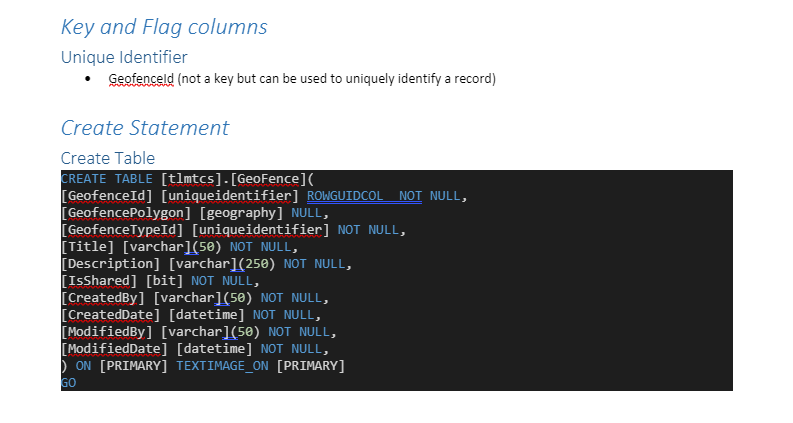 Key and Flag columns
Unique Identifier
• GeofenceId (not a key but can be used to uniquely identify a record)
Create Statement
Create Table
CREATE TABLE [tlmtcs].[GeoFence](
[GeofenceId] [uniqueidentifier] ROWGUIDCOL  NOT NULL,
[GeofencePolygon] [geography] NULL,
[GeofenceTypeId] [uniqueidentifier] NOT NULL,
[Title] [varchar](50) NOT NULL,
[Description] [varchar](250) NOT NULL,
[IsShared] [bit] NOT NULL,
[CreatedBy] [varchar](50) NOT NULL,
[CreatedDate] [datetime] NOT NULL,
[ModifiedBy] [varchar](50) NOT NULL,
[ModifiedDate] [datetime] NOT NULL,
) ON [PRIMARY] TEXTIMAGE_ON [PRIMARY]
GO